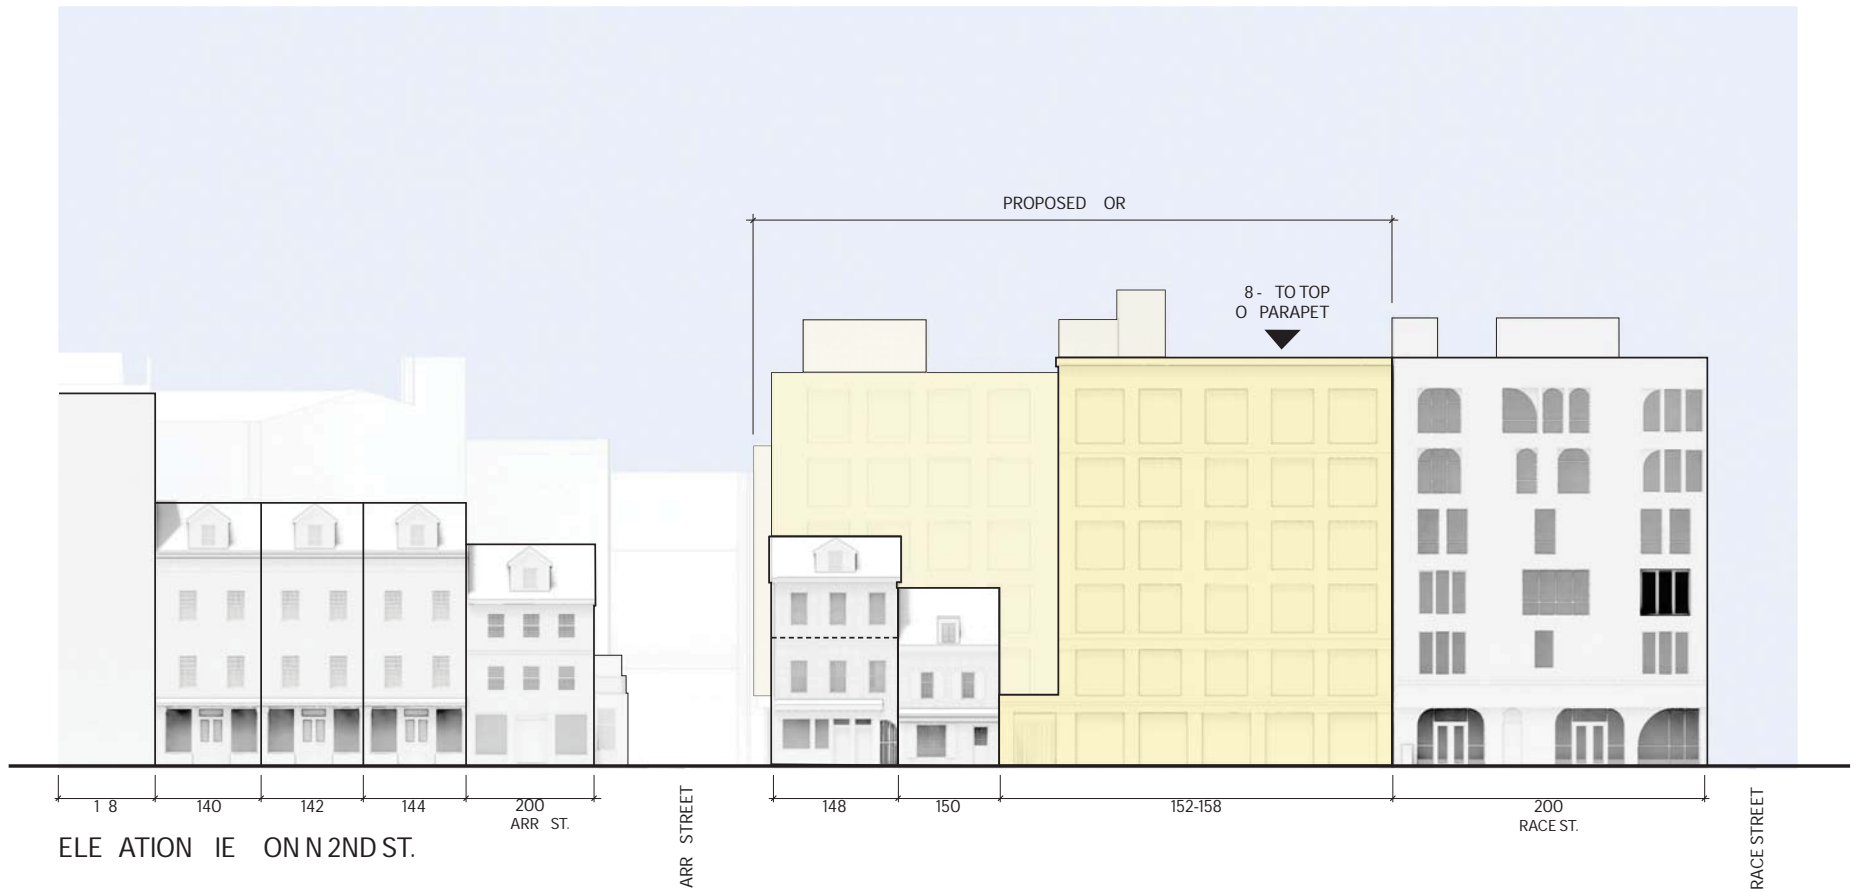 PROPOSED OR
8 - TO TOP
O PARAPET
1 8
140
142
144
200
ARR ST.
ARR STREET
148
150
152-158
200
RACE ST.
RACE STREET
ELE ATION IE ON N 2ND ST.